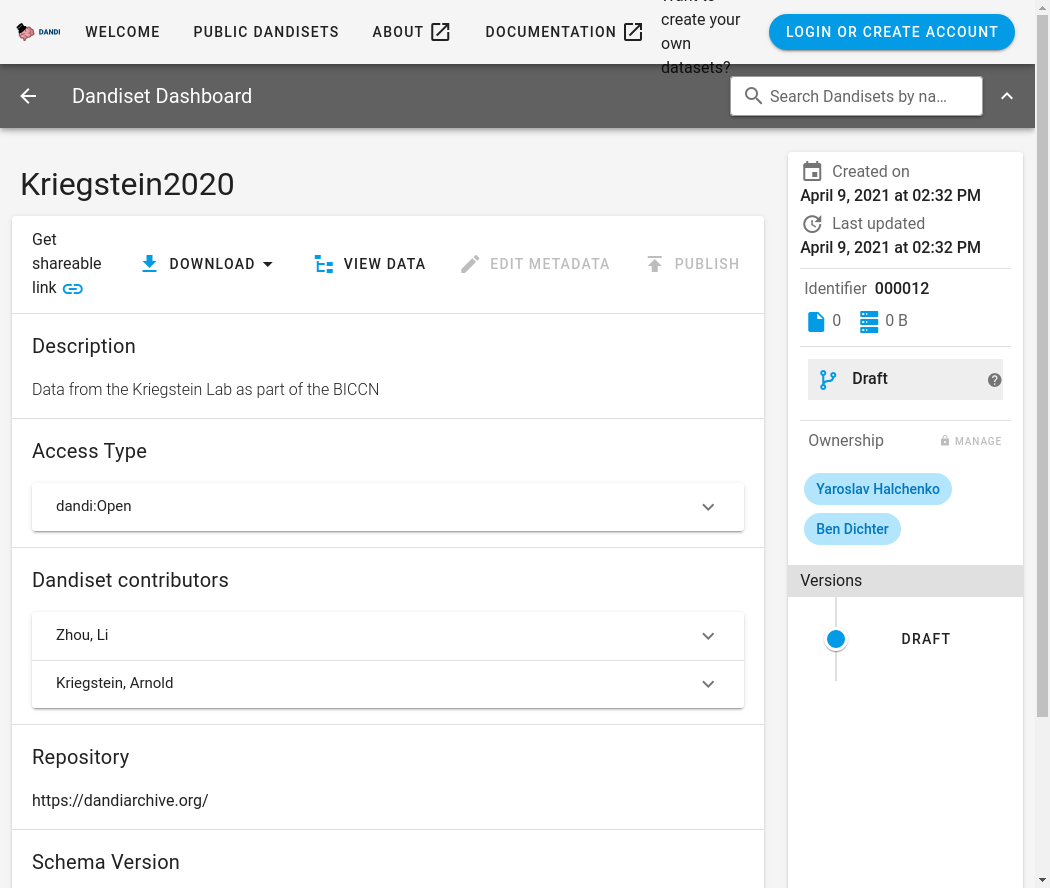 DANDI
WELCOME
PUBLIC DANDISETS
ABOUT
DOCUMENTATION
create your
own
datasets?
LOGIN OR CREATE ACCOUNT
Dandiset Dashboard
Search Dandisets by na…
Kriegstein2020
Get
shareable
link
DOWNLOAD
VIEW DATA
EDIT METADATA
PUBLISH
Description
Data from the Kriegstein Lab as part of the BICCN
Access Type
dandi:Open
Dandiset contributors
Zhou, Li
Kriegstein, Arnold
Repository
https://dandiarchive.org/
Schema Version
Created on
April 9, 2021 at 02:32 PM
Last updated
April 9, 2021 at 02:32 PM
Identifier 000012
0 0 B
Draft
Ownership
MANAGE
Yaroslav Halchenko
Ben Dichter
Versions
DRAFT